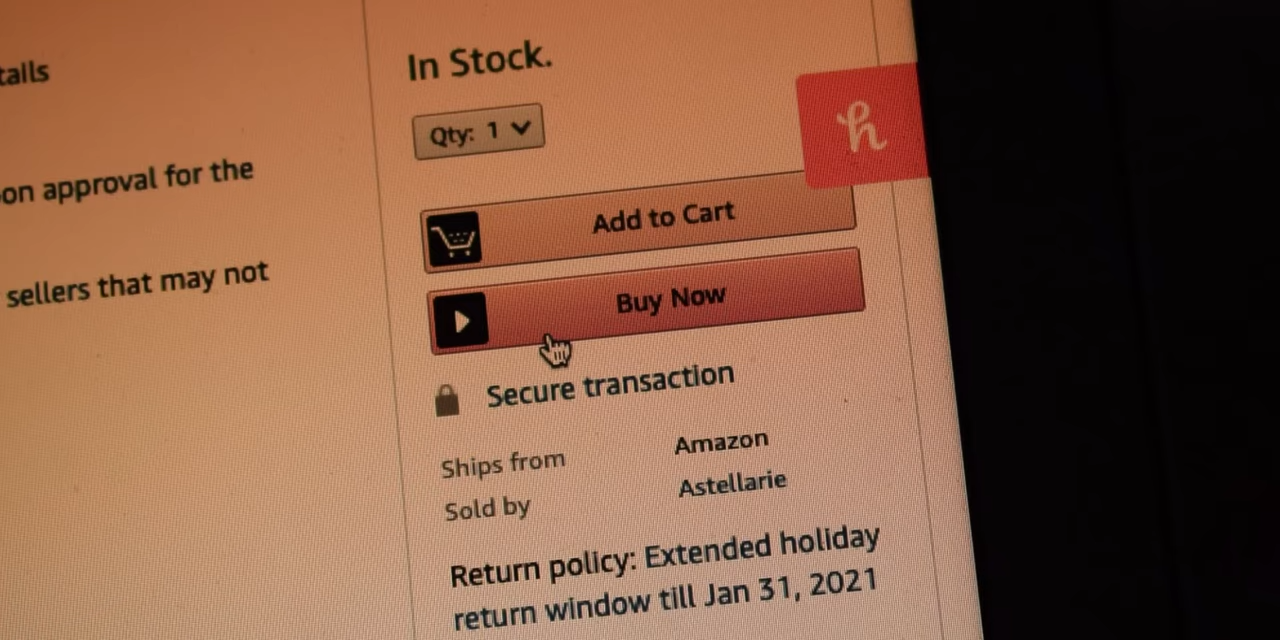 tails
on approval for the
sellers that may not
In Stock.
Qty: 1
h
Add to Cart
Buy Now
Secure transaction
Ships from Amazon
Sold by Astellarie
Return policy: Extended holiday
return window till Jan 31, 2021